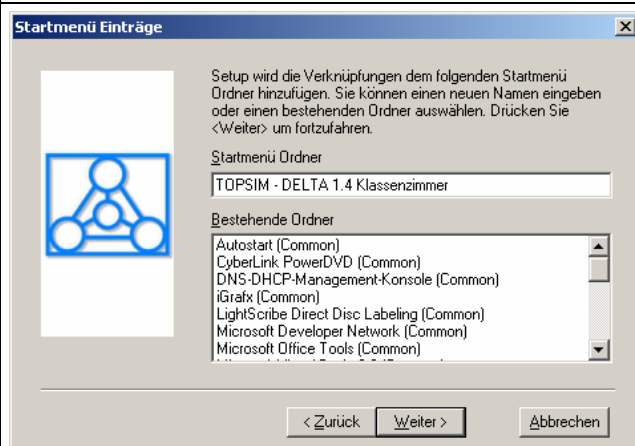 Startmenü Einträge
Setup wird die Verknüpfungen dem folgenden Startmenü
Ordner hinzufügen. Sie können einen neuen Namen eingeben
oder einen bestehenden Ordner auswählen. Drücken Sie
<Weiter> um fortzufahren.
Startmenü Ordner
TOPSIM - DELTA 1.4 Klassenzimmer
Bestehende Ordner
Autostart (Common)
CyberLink PowerDVD (Common)
DNS-DHCP-Management-Konsole (Common)
iGrafx (Common)
LightScribe Direct Disc Labeling (Common)
Microsoft Developer Network (Common)
Microsoft Office Tools (Common)
< Zurück Weiter > Abbrechen